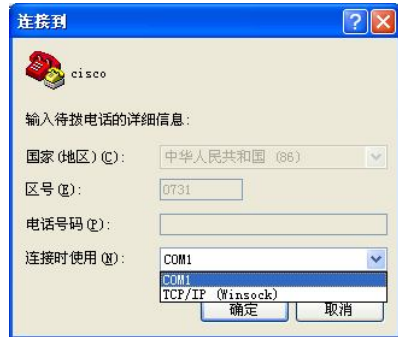 连接到
cisco
输入待拨电话的详细信息:
国家(地区)(C): 中华人民共和国 (86)
区号(E): 0731
电话号码(P):
连接时使用(N): COM1
COM1
TCP/IP (Winsock)
确定 取消